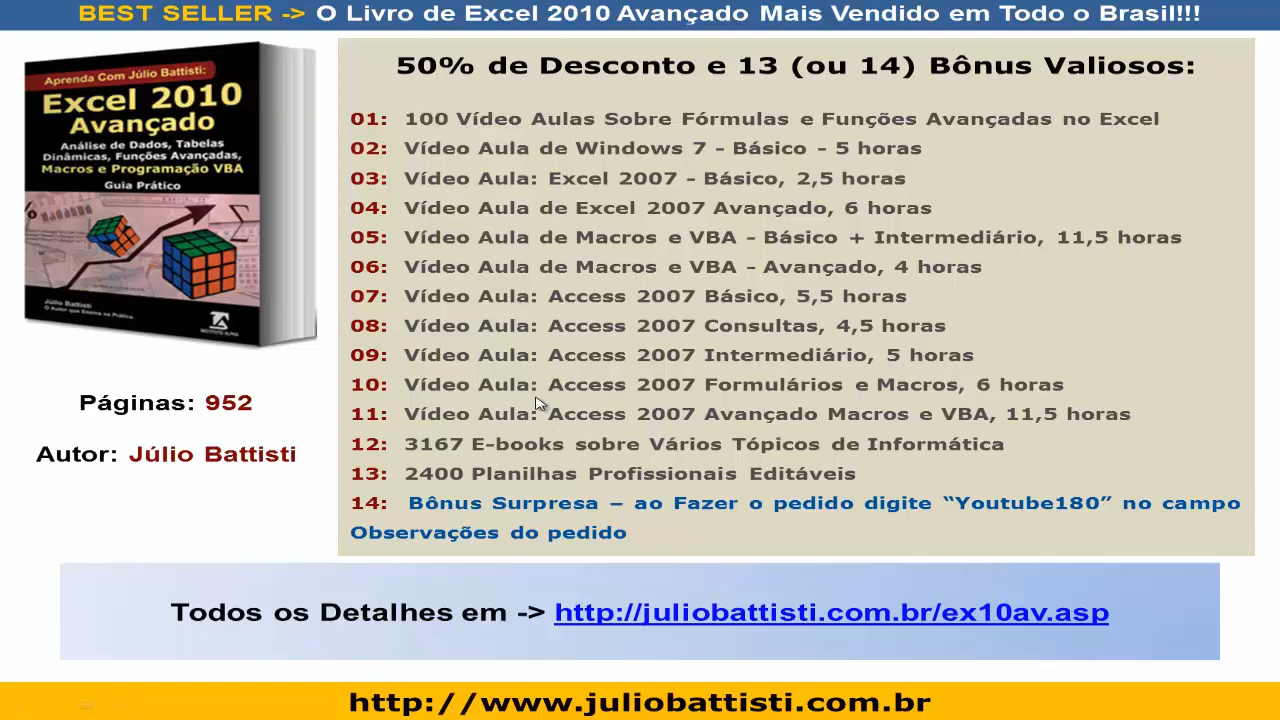 BEST SELLER -> O Livro de Excel 2010 Avançado Mais Vendido em Todo o Brasil!!!
Aprenda Com Júlio Battisti:
Excel 2010
Avançado
Análise de Dados, Tabelas
Dinâmicas, Funções Avançadas,
Macros e Programação VBA
Guia Prático
Júlio Battisti
O Autor que Ensina na Prática.
INSTITUTO ALPHA
Páginas: 952
Autor: Júlio Battisti
50% de Desconto e 13 (ou 14) Bônus Valiosos:
01: 100 Vídeo Aulas Sobre Fórmulas e Funções Avançadas no Excel
02: Vídeo Aula de Windows 7 - Básico - 5 horas
03: Vídeo Aula: Excel 2007 - Básico, 2,5 horas
04: Vídeo Aula de Excel 2007 Avançado, 6 horas
05: Vídeo Aula de Macros e VBA - Básico + Intermediário, 11,5 horas
06: Vídeo Aula de Macros e VBA - Avançado, 4 horas
07: Vídeo Aula: Access 2007 Básico, 5,5 horas
08: Vídeo Aula: Access 2007 Consultas, 4,5 horas
09: Vídeo Aula: Access 2007 Intermediário, 5 horas
10: Vídeo Aula: Access 2007 Formulários e Macros, 6 horas
11: Vídeo Aula: Access 2007 Avançado Macros e VBA, 11,5 horas
12: 3167 E-books sobre Vários Tópicos de Informática
13: 2400 Planilhas Profissionais Editáveis
14: Bônus Surpresa – ao Fazer o pedido digite “Youtube180” no campo
Observações do pedido
Todos os Detalhes em -> http://juliobattisti.com.br/ex10av.asp
http://www.juliobattisti.com.br